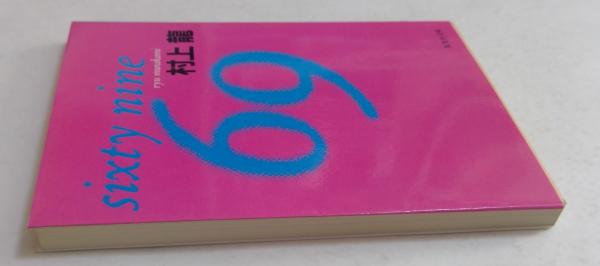 sixty nine
ryu murakami
村上龍
69